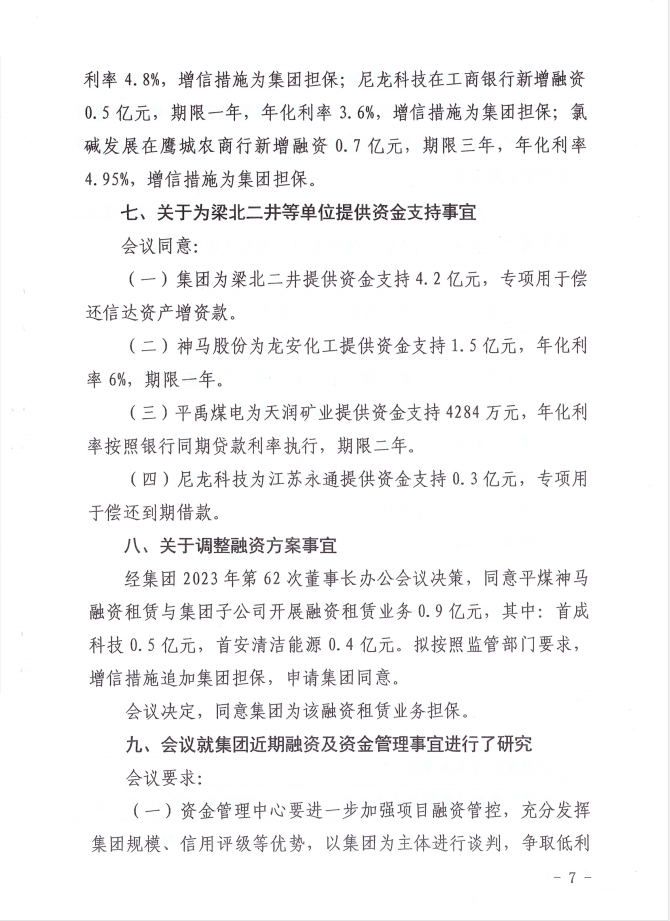 利率 4.8%，增信措施为集团担保；尼龙科技在工商银行新增融资
0.5 亿元，期限一年，年化利率 3.6%，增信措施为集团担保；氯
碱发展在鹰城农商行新增融资 0.7 亿元，期限三年，年化利率
4.95%，增信措施为集团担保。
七、关于为梁北二井等单位提供资金支持事宜
会议同意：
（一）集团为梁北二井提供资金支持 4.2 亿元，专项用于偿
还信达资产增资款。
（二）神马股份为龙安化工提供资金支持 1.5 亿元，年化利
率 6%，期限一年。
（三）平禹煤电为天润矿业提供资金支持 4284 万元，年化利
率按照银行同期贷款利率执行，期限二年。
（四）尼龙科技为江苏永通提供资金支持 0.3 亿元，专项用
于偿还到期借款。
八、关于调整融资方案事宜
经集团 2023 年第 62 次董事长办公会议决策，同意平煤神马
融资租赁与集团子公司开展融资租赁业务 0.9 亿元，其中：首成
科技 0.5 亿元，首安清洁能源 0.4 亿元。拟按照监管部门要求，
增信措施追加集团担保，申请集团同意。
会议决定，同意集团为该融资租赁业务担保。
九、会议就集团近期融资及资金管理事宜进行了研究
会议要求：
（一）资金管理中心要进一步加强项目融资管控，充分发挥
集团规模、信用评级等优势，以集团为主体进行谈判，争取低利
- 7 -